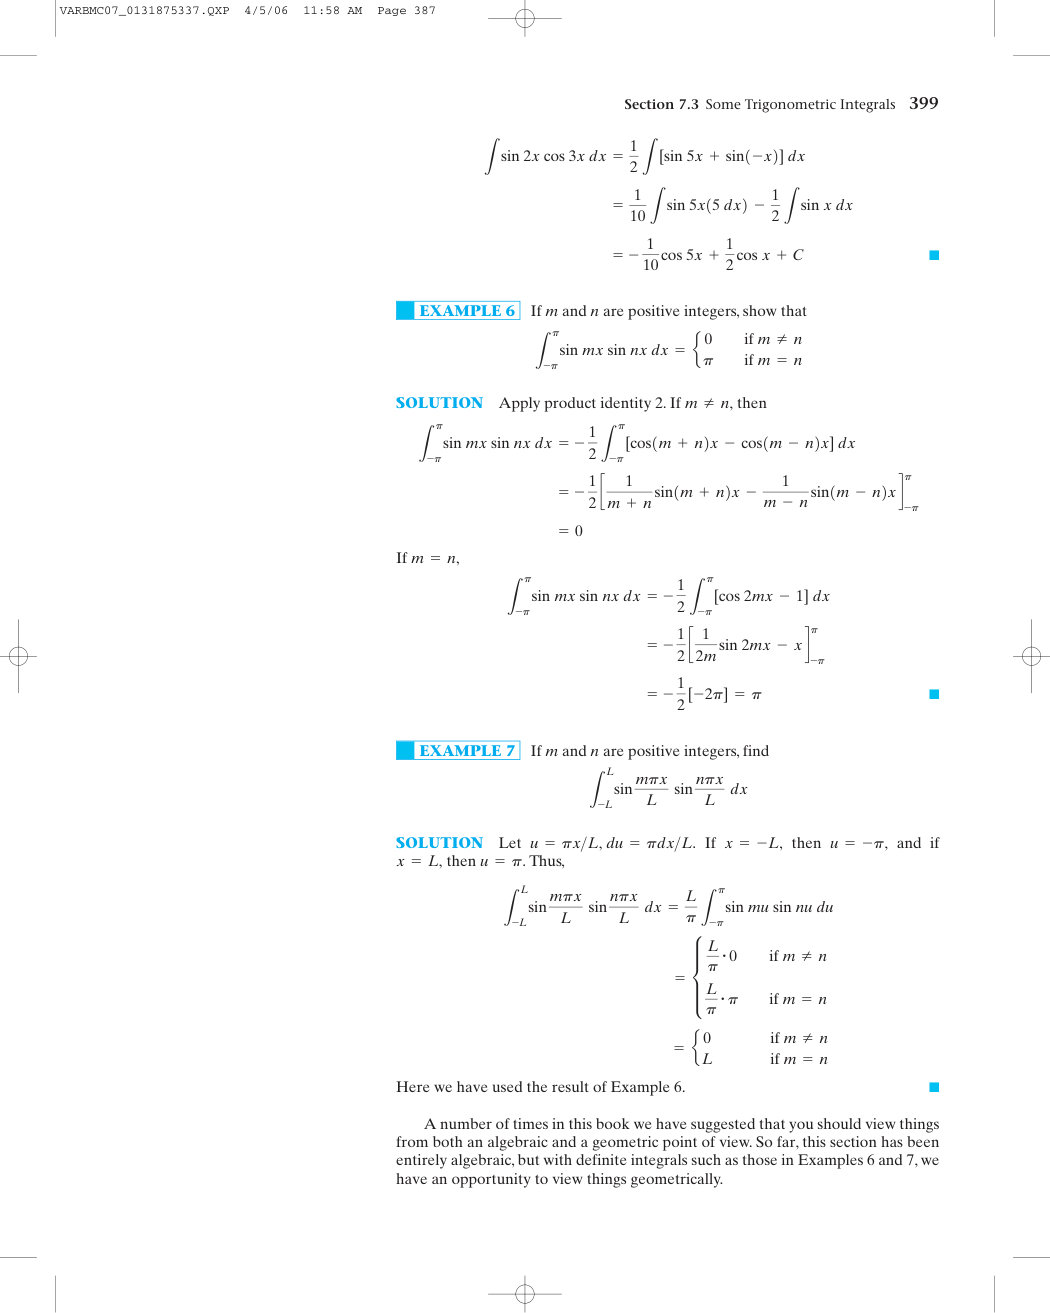 VARBMC07_0131875337.QXP 4/5/06 11:58 AM Page 387
Section 7.3 Some Trigonometric Integrals 399
∫ sin 2x cos 3x dx = 1/2 ∫ [sin 5x + sin(−x)] dx
= 1/10 ∫ sin 5x(5 dx) − 1/2 ∫ sin x dx
= − 1/10 cos 5x + 1/2 cos x + C
EXAMPLE 6 If m and n are positive integers, show that
∫_{−π}^{π} sin mx sin nx dx = { 0 if m ≠ n
π if m = n
SOLUTION Apply product identity 2. If m ≠ n, then
∫_{−π}^{π} sin mx sin nx dx = − 1/2 ∫_{−π}^{π} [cos(m + n)x − cos(m − n)x] dx
= − 1/2 [ 1/(m + n) sin(m + n)x − 1/(m − n) sin(m − n)x ]_{−π}^{π}
= 0
If m = n,
∫_{−π}^{π} sin mx sin nx dx = − 1/2 ∫_{−π}^{π} [cos 2mx − 1] dx
= − 1/2 [ 1/2m sin 2mx − x ]_{−π}^{π}
= − 1/2 [−2π] = π
EXAMPLE 7 If m and n are positive integers, find
∫_{−L}^{L} sin mπx/L sin nπx/L dx
SOLUTION Let u = πx/L, du = πdx/L. If x = −L, then u = −π, and if
x = L, then u = π. Thus,
∫_{−L}^{L} sin mπx/L sin nπx/L dx = L/π ∫_{−π}^{π} sin mu sin nu du
= { L/π · 0 if m ≠ n
L/π · π if m = n
= { 0 if m ≠ n
L if m = n
Here we have used the result of Example 6.
A number of times in this book we have suggested that you should view things
from both an algebraic and a geometric point of view. So far, this section has been
entirely algebraic, but with definite integrals such as those in Examples 6 and 7, we
have an opportunity to view things geometrically.